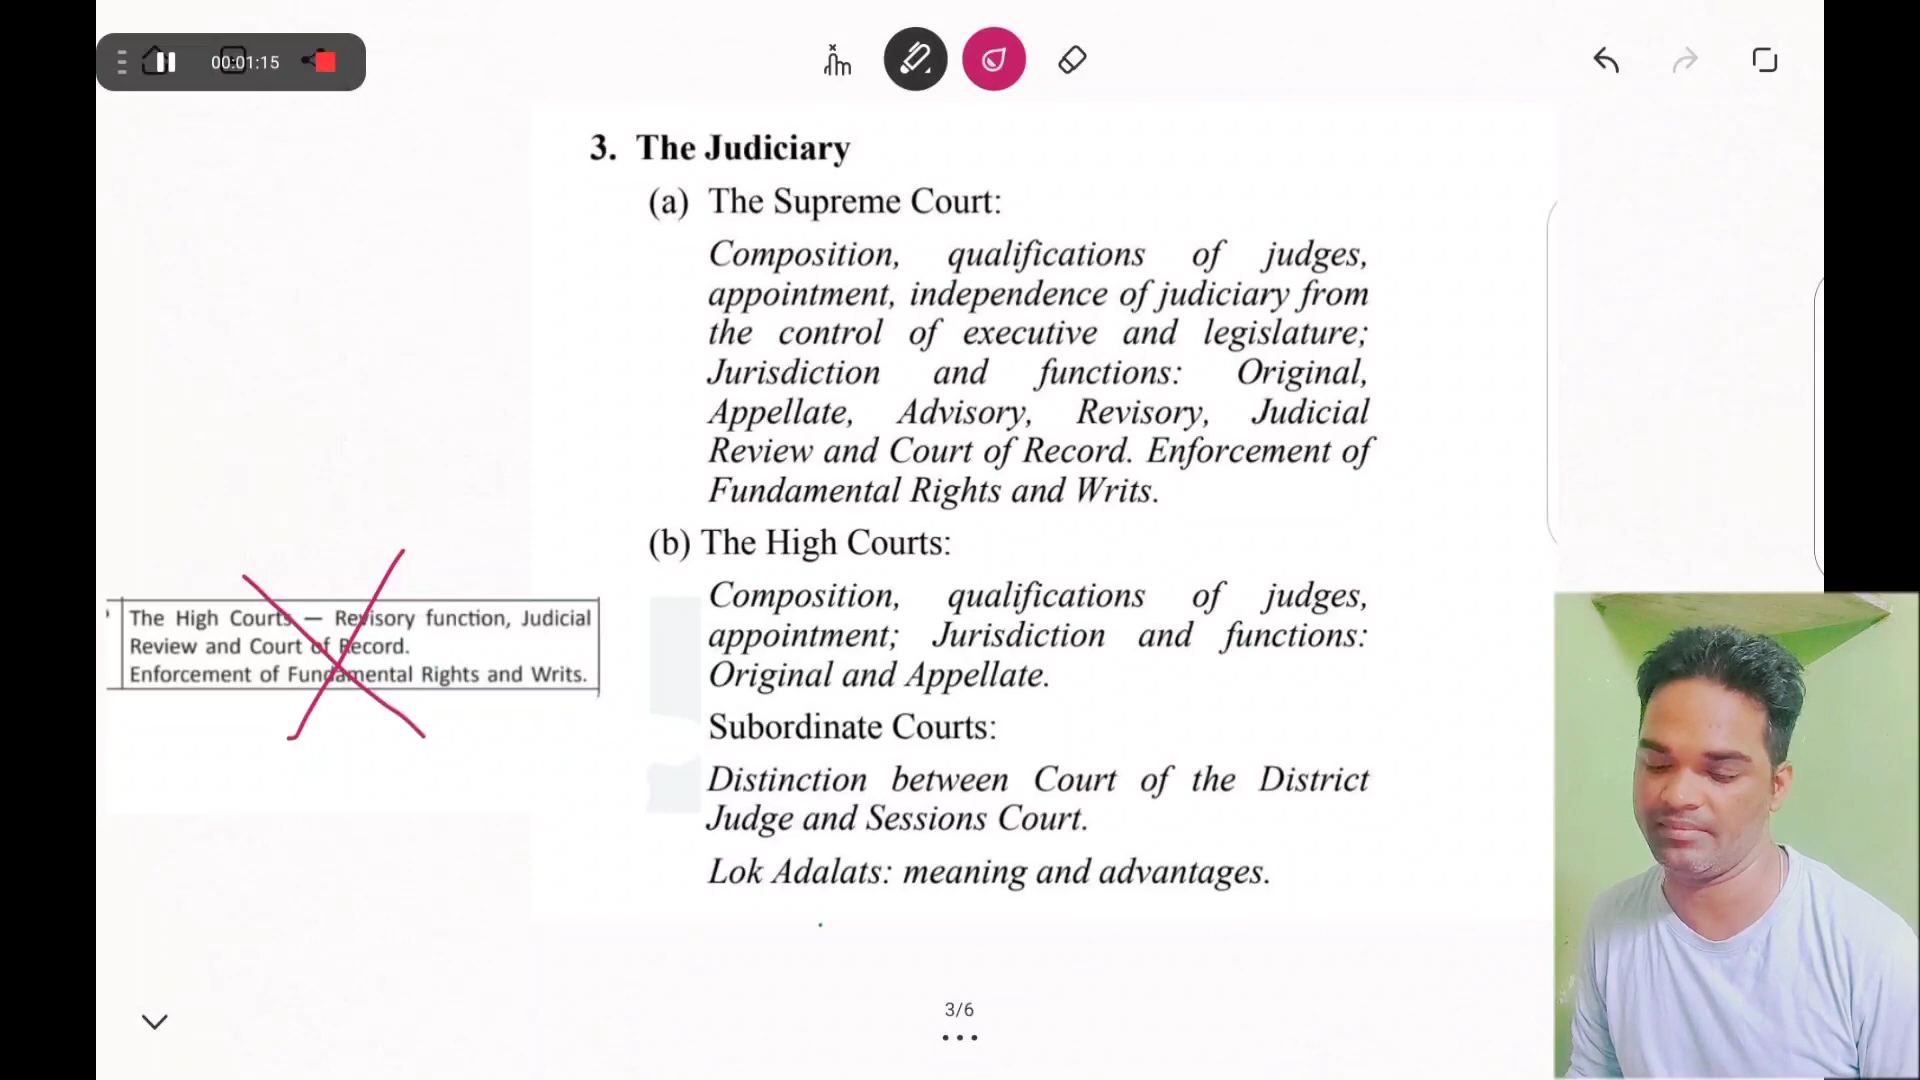 00:01:15
3. The Judiciary
(a) The Supreme Court:
Composition, qualifications of judges,
appointment, independence of judiciary from
the control of executive and legislature;
Jurisdiction and functions: Original,
Appellate, Advisory, Revisory, Judicial
Review and Court of Record. Enforcement of
Fundamental Rights and Writs.
(b) The High Courts:
Composition, qualifications of judges,
appointment; Jurisdiction and functions:
Original and Appellate.
The High Courts — Revisory function, Judicial
Review and Court of Record.
Enforcement of Fundamental Rights and Writs.
Subordinate Courts:
Distinction between Court of the District
Judge and Sessions Court.
Lok Adalats: meaning and advantages.
3/6